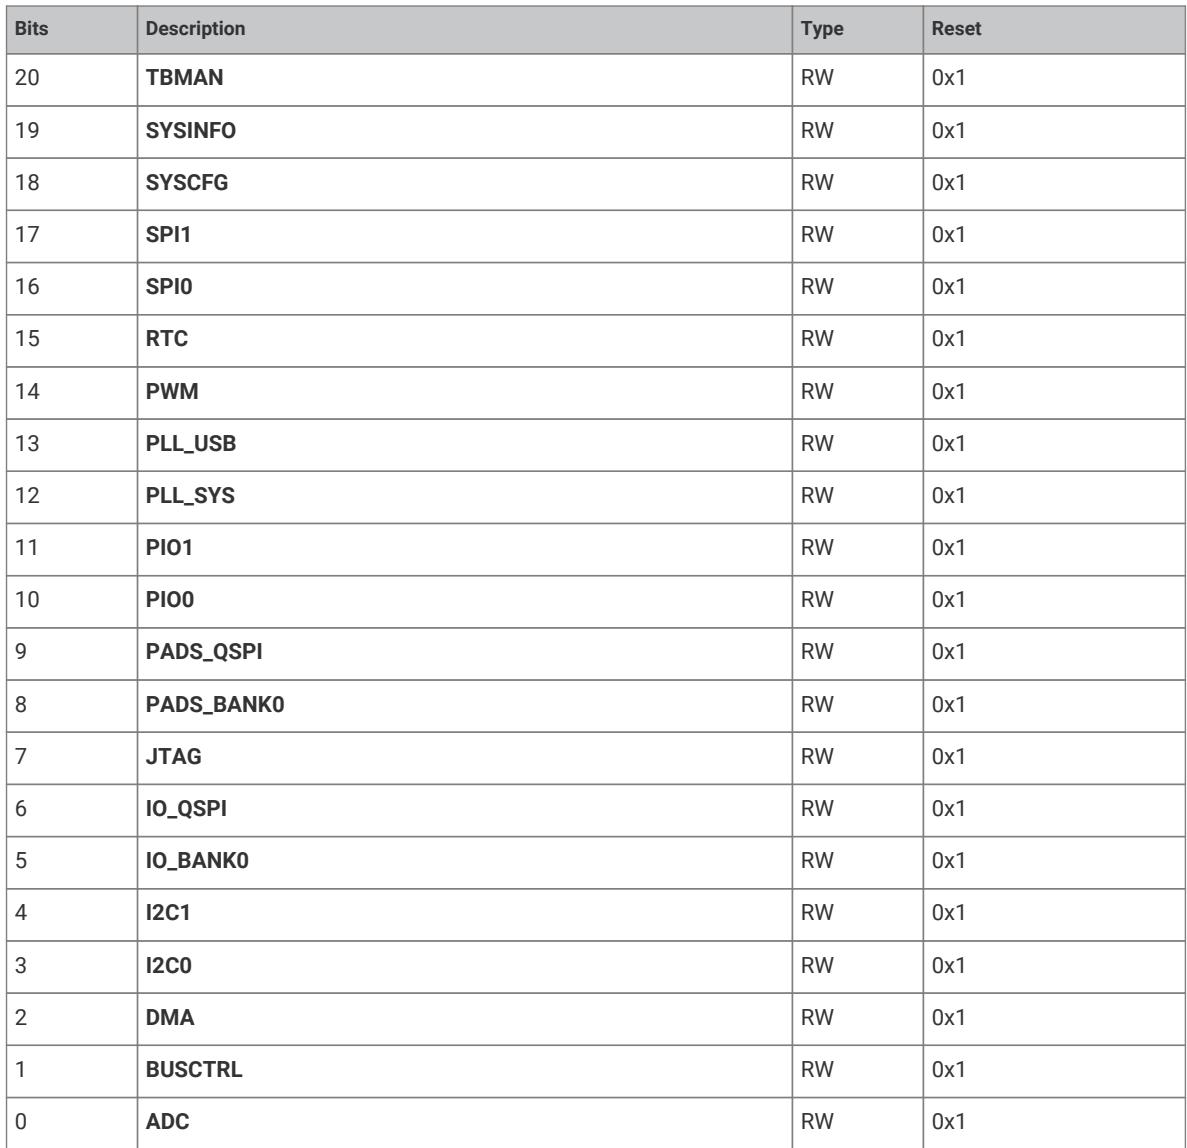 Bits Description Type Reset
20 TBMAN RW 0x1
19 SYSINFO RW 0x1
18 SYSCFG RW 0x1
17 SPI1 RW 0x1
16 SPI0 RW 0x1
15 RTC RW 0x1
14 PWM RW 0x1
13 PLL_USB RW 0x1
12 PLL_SYS RW 0x1
11 PIO1 RW 0x1
10 PIO0 RW 0x1
9 PADS_QSPI RW 0x1
8 PADS_BANK0 RW 0x1
7 JTAG RW 0x1
6 IO_QSPI RW 0x1
5 IO_BANK0 RW 0x1
4 I2C1 RW 0x1
3 I2C0 RW 0x1
2 DMA RW 0x1
1 BUSCTRL RW 0x1
0 ADC RW 0x1